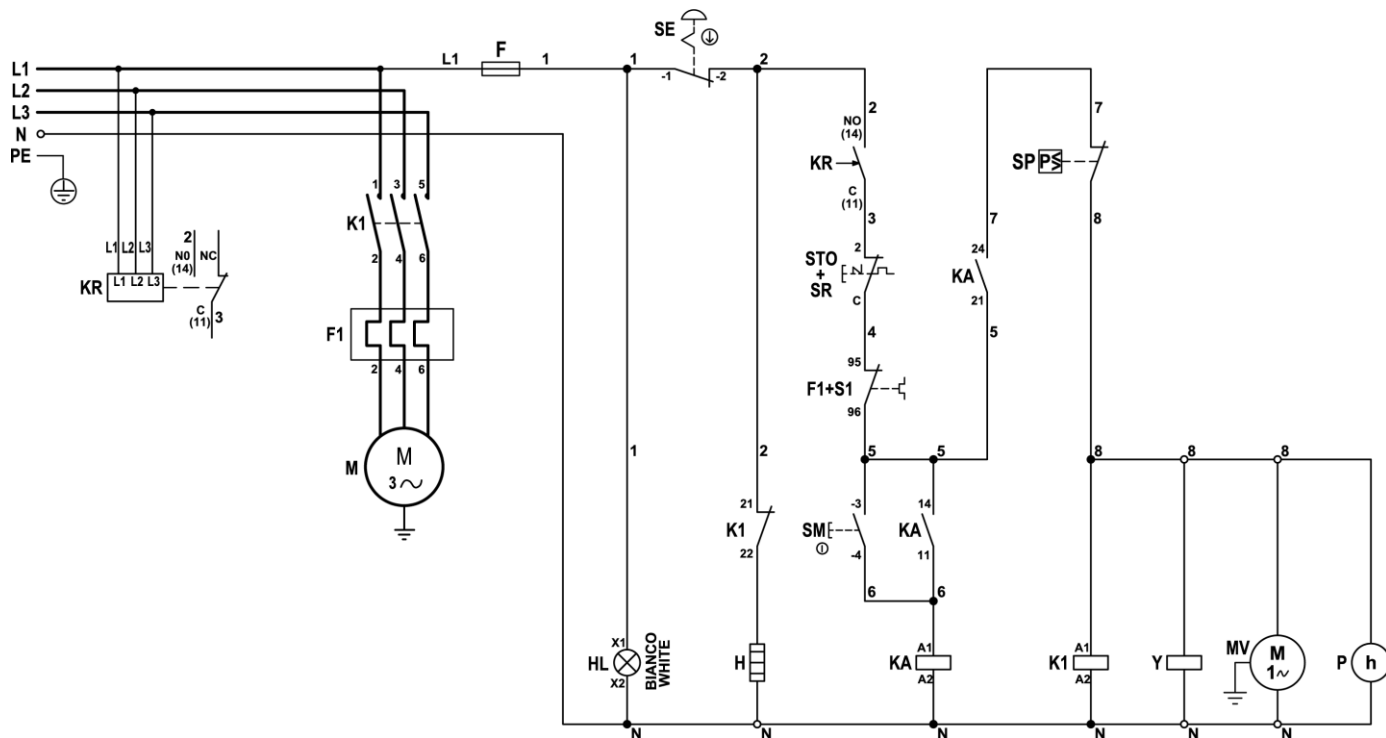 L1
L2
L3
N
PE
L1
F
1
1
SE
-1
-2
2
2
NO
(14)
KR
C
(11)
3
2
STO
+
SR
C
4
95
F1+S1
96
5
5
7
24
KA
21
5
7
SP P≤
8
1 3 5
K1
2 4 6
L1 L2 L3
2
N0
(14)
NC
KR
L1 L2 L3
C
(11)
3
F1
2 4 6
M
M
3~
1
2
21
K1
22
-3
SM
-4
14
KA
11
6
6
8
8
8
X1
HL
X2
BIANCO
WHITE
H
A1
KA
A2
A1
K1
A2
Y
MV
M
1~
P
h
N
N
N
N
N
N